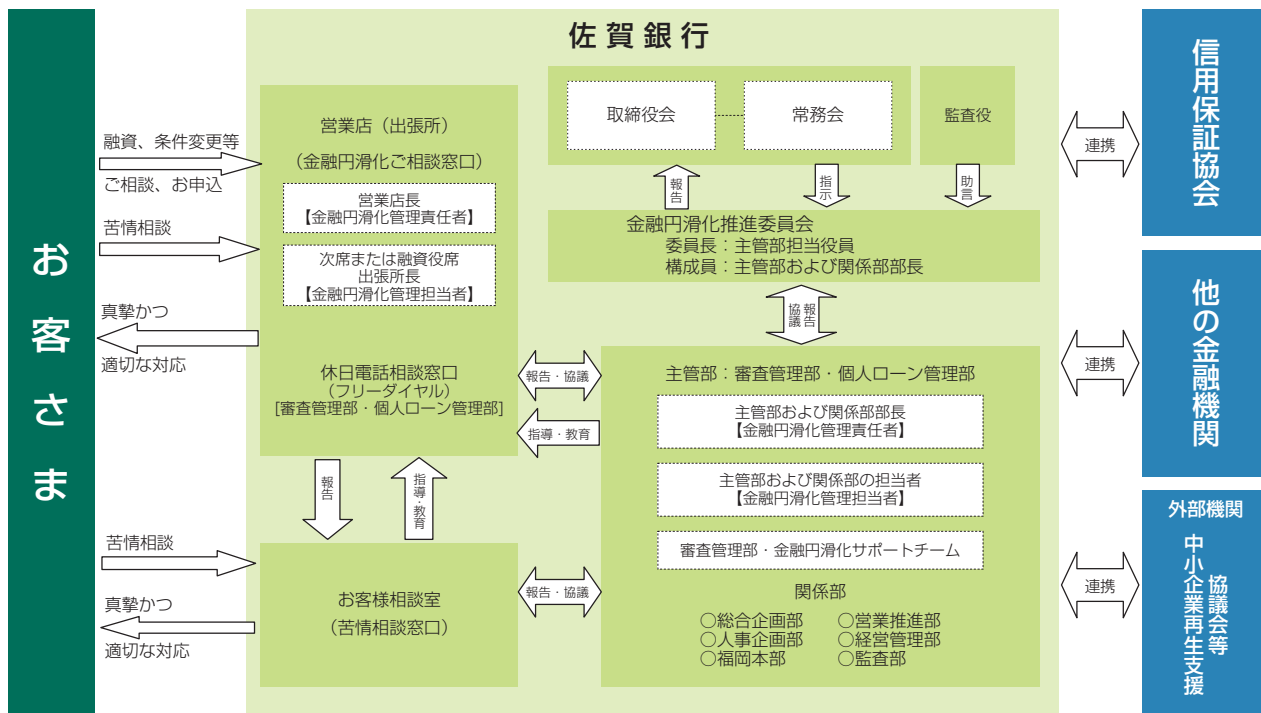 佐賀銀行
お客さま
融資、条件変更等
ご相談、お申込
苦情相談
真摯かつ
適切な対応
苦情相談
真摯かつ
適切な対応
営業店（出張所）
（金融円滑化ご相談窓口）
営業店長
【金融円滑化管理責任者】
次席または融資役席
出張所長
【金融円滑化管理担当者】
休日電話相談窓口
（フリーダイヤル）
[審査管理部・個人ローン管理部]
報告
指導・教育
お客様相談室
（苦情相談窓口）
報告・協議
指導・教育
報告・協議
取締役会
常務会
監査役
報告
指示
助言
金融円滑化推進委員会
委員長：主管部担当役員
構成員：主管部および関係部部長
報告
協議
主管部：審査管理部・個人ローン管理部
主管部および関係部部長
【金融円滑化管理責任者】
主管部および関係部の担当者
【金融円滑化管理担当者】
審査管理部・金融円滑化サポートチーム
関係部
○総合企画部 ○営業推進部
○人事企画部 ○経営管理部
○福岡本部 ○監査部
連携
連携
連携
信用保証協会
他の金融機関
外部機関
中小企業再生支援
協議会等